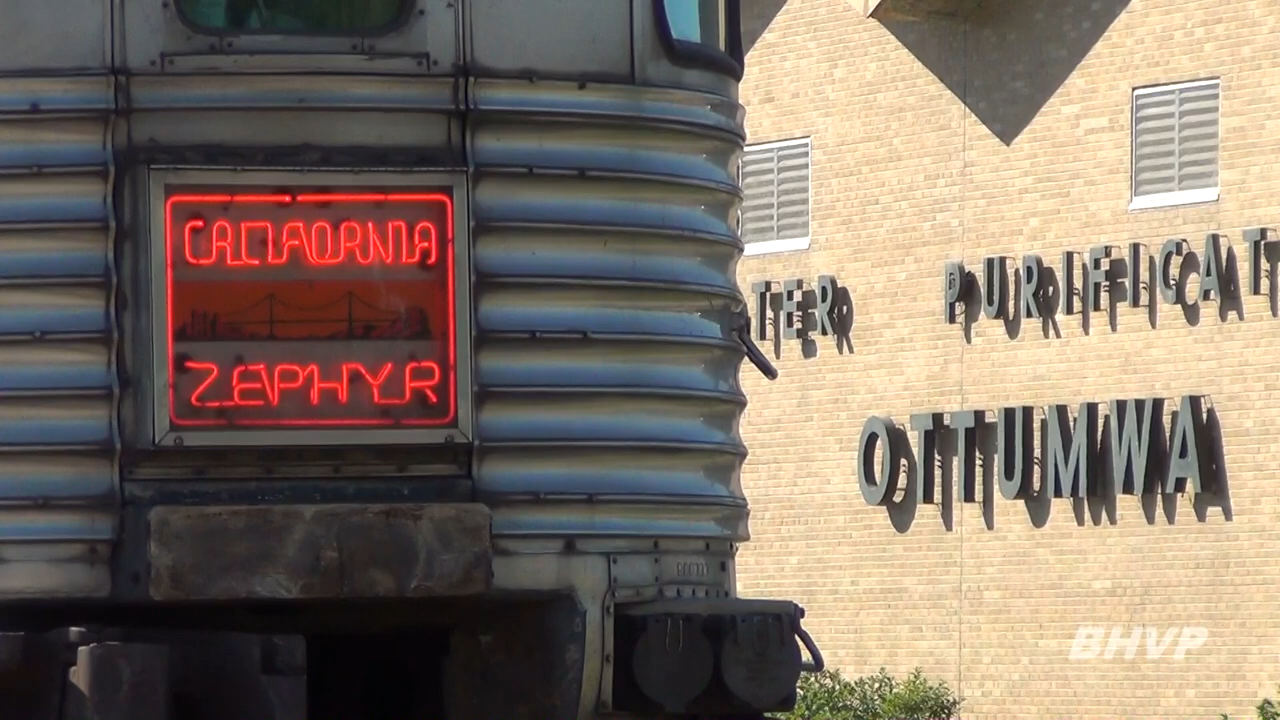 CALIFORNIA
ZEPHYR
TER PURIFICAT
OTTUMWA
BHVP